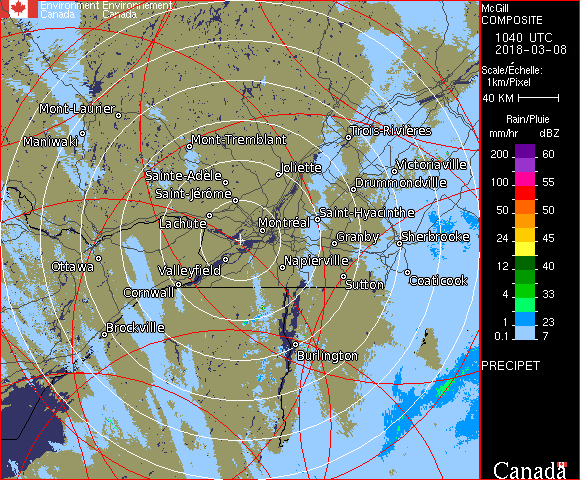 Environment Environnement
Canada Canada
Mont-Laurier
Maniwaki
Mont-Tremblant
Trois-Rivières
Sainte-Adèle
Joliette
Victoriaville
Saint-Jérôme
Drummondville
Lachute
Saint-Hyacinthe
Montréal
Granby
Sherbrooke
Ottawa
Valleyfield
Napierville
Cornwall
Sutton
Coaticook
Brockville
Burlington
McGill
COMPOSITE
1040 UTC
2018-03-08
Scale/Échelle:
1km/Pixel
40 KM
Rain/Pluie
mm/hr dBZ
200 60
100 55
50 50
24 45
12 40
4 33
1 23
0.1 7
PRECIPET
Canada